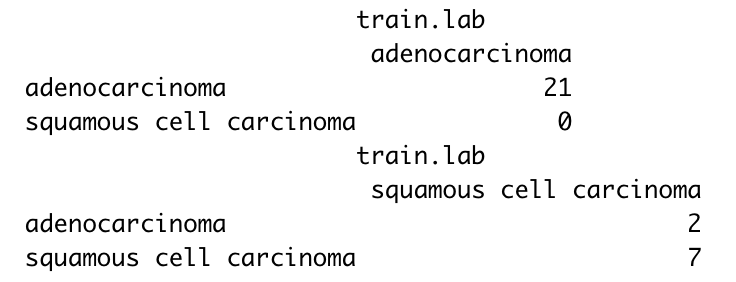 train.lab
adenocarcinoma
adenocarcinoma 21
squamous cell carcinoma 0
train.lab
squamous cell carcinoma
adenocarcinoma 2
squamous cell carcinoma 7